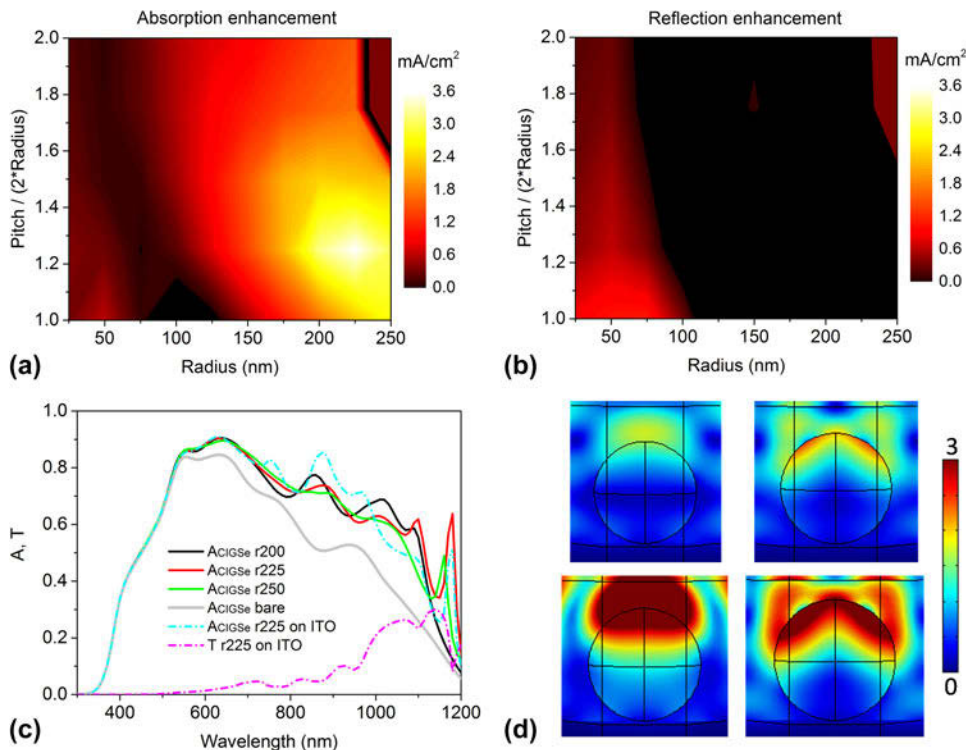 Absorption enhancement
Reflection enhancement
2.0
1.8
1.6
1.4
1.2
1.0
Pitch / (2*Radius)
50 100 150 200 250
Radius (nm)
mA/cm²
3.6
3.0
2.4
1.8
1.2
0.6
0.0
(a)
2.0
1.8
1.6
1.4
1.2
1.0
Pitch / (2*Radius)
50 100 150 200 250
Radius (nm)
mA/cm²
3.6
3.0
2.4
1.8
1.2
0.6
0.0
(b)
1.0
0.8
0.6
0.4
0.2
0.0
A, T
ACIGSe r200
ACIGSe r225
ACIGSe r250
ACIGSe bare
ACIGSe r225 on ITO
T r225 on ITO
400 600 800 1000 1200
Wavelength (nm)
(c)
3
0
(d)